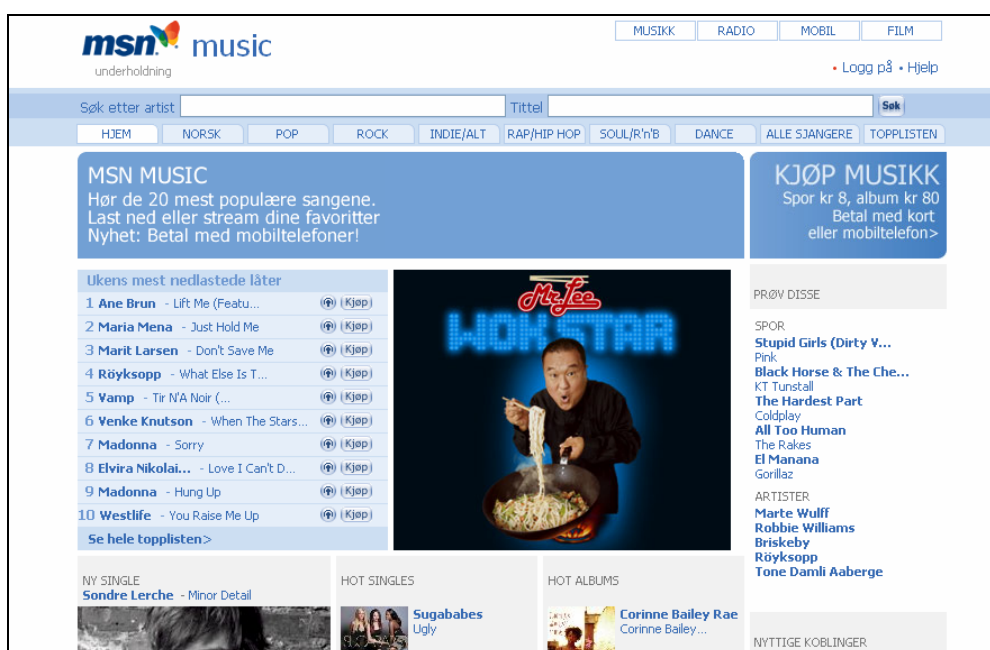 msn music
underholdning
MUSIKK RADIO MOBIL FILM
• Logg på • Hjelp
Søk etter artist Tittel Søk
HJEM NORSK POP ROCK INDIE/ALT RAP/HIP HOP SOUL/R'n'B DANCE ALLE SJANGERE TOPPLISTEN
MSN MUSIC
Hør de 20 mest populære sangene.
Last ned eller stream dine favoritter
Nyhet: Betal med mobiltelefoner!
KJØP MUSIKK
Spor kr 8, album kr 80
Betal med kort
eller mobiltelefon>
Ukens mest nedlastede låter
1 Ane Brun - Lift Me (Featu... Kjøp
2 Maria Mena - Just Hold Me Kjøp
3 Marit Larsen - Don't Save Me Kjøp
4 Röyksopp - What Else Is T... Kjøp
5 Vamp - Tir N'A Noir (... Kjøp
6 Venke Knutson - When The Stars... Kjøp
7 Madonna - Sorry Kjøp
8 Elvira Nikolai... - Love I Can't D... Kjøp
9 Madonna - Hung Up Kjøp
10 Westlife - You Raise Me Up Kjøp
Se hele topplisten>
Mr. Lee
WOK STAR
PRØV DISSE
SPOR
Stupid Girls (Dirty V...
Pink
Black Horse & The Che...
KT Tunstall
The Hardest Part
Coldplay
All Too Human
The Rakes
El Manana
Gorillaz
ARTISTER
Marte Wulff
Robbie Williams
Briskeby
Röyksopp
Tone Damli Aaberge
NY SINGLE
Sondre Lerche - Minor Detail
HOT SINGLES
Sugababes
Ugly
HOT ALBUMS
Corinne Bailey Rae
Corinne Bailey...
NYTTIGE KOBLINGER